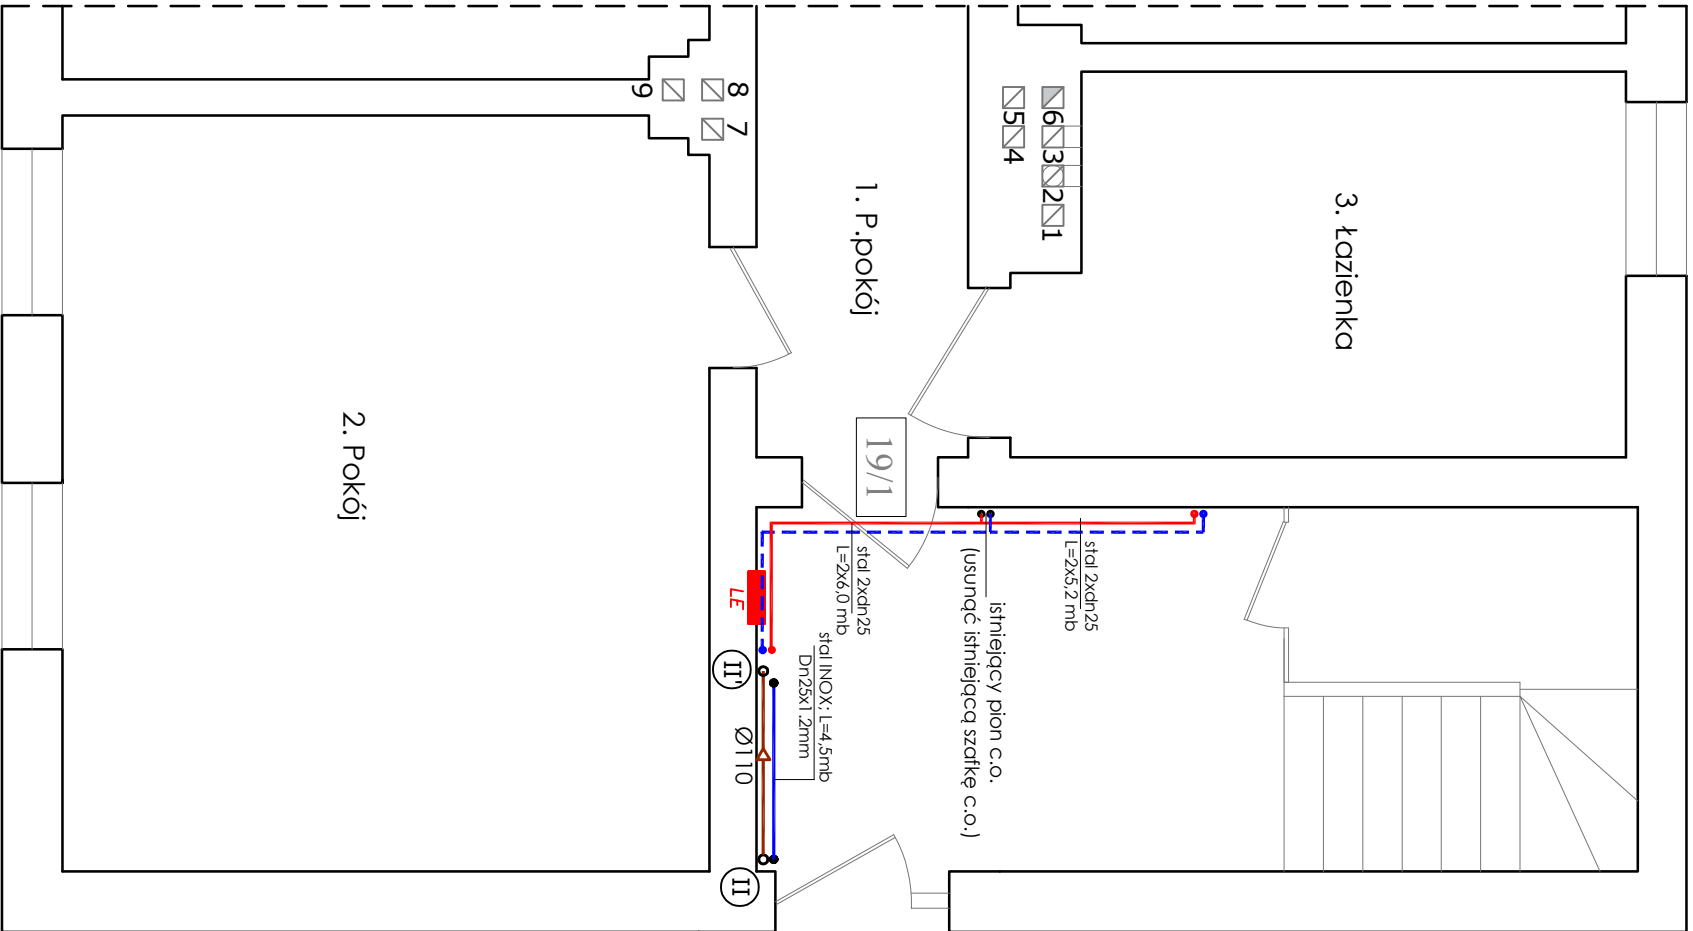 9
8
7
6
5
3
4
2
1
1. P.pokój
3. Łazienka
2. Pokój
19/1
stal 2xdn25
L=2x5,2 mb
istniejący pion c.o.
(usunąć istniejącą szafkę c.o.)
stal 2xdn25
L=2x6,0 mb
stal INOX; L=4,5mb
Dn25x1.2mm
LE
II'
Ø110
II